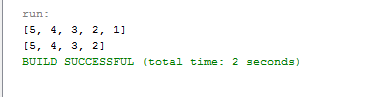 run:
[5, 4, 3, 2, 1]
[5, 4, 3, 2]
BUILD SUCCESSFUL (total time: 2 seconds)